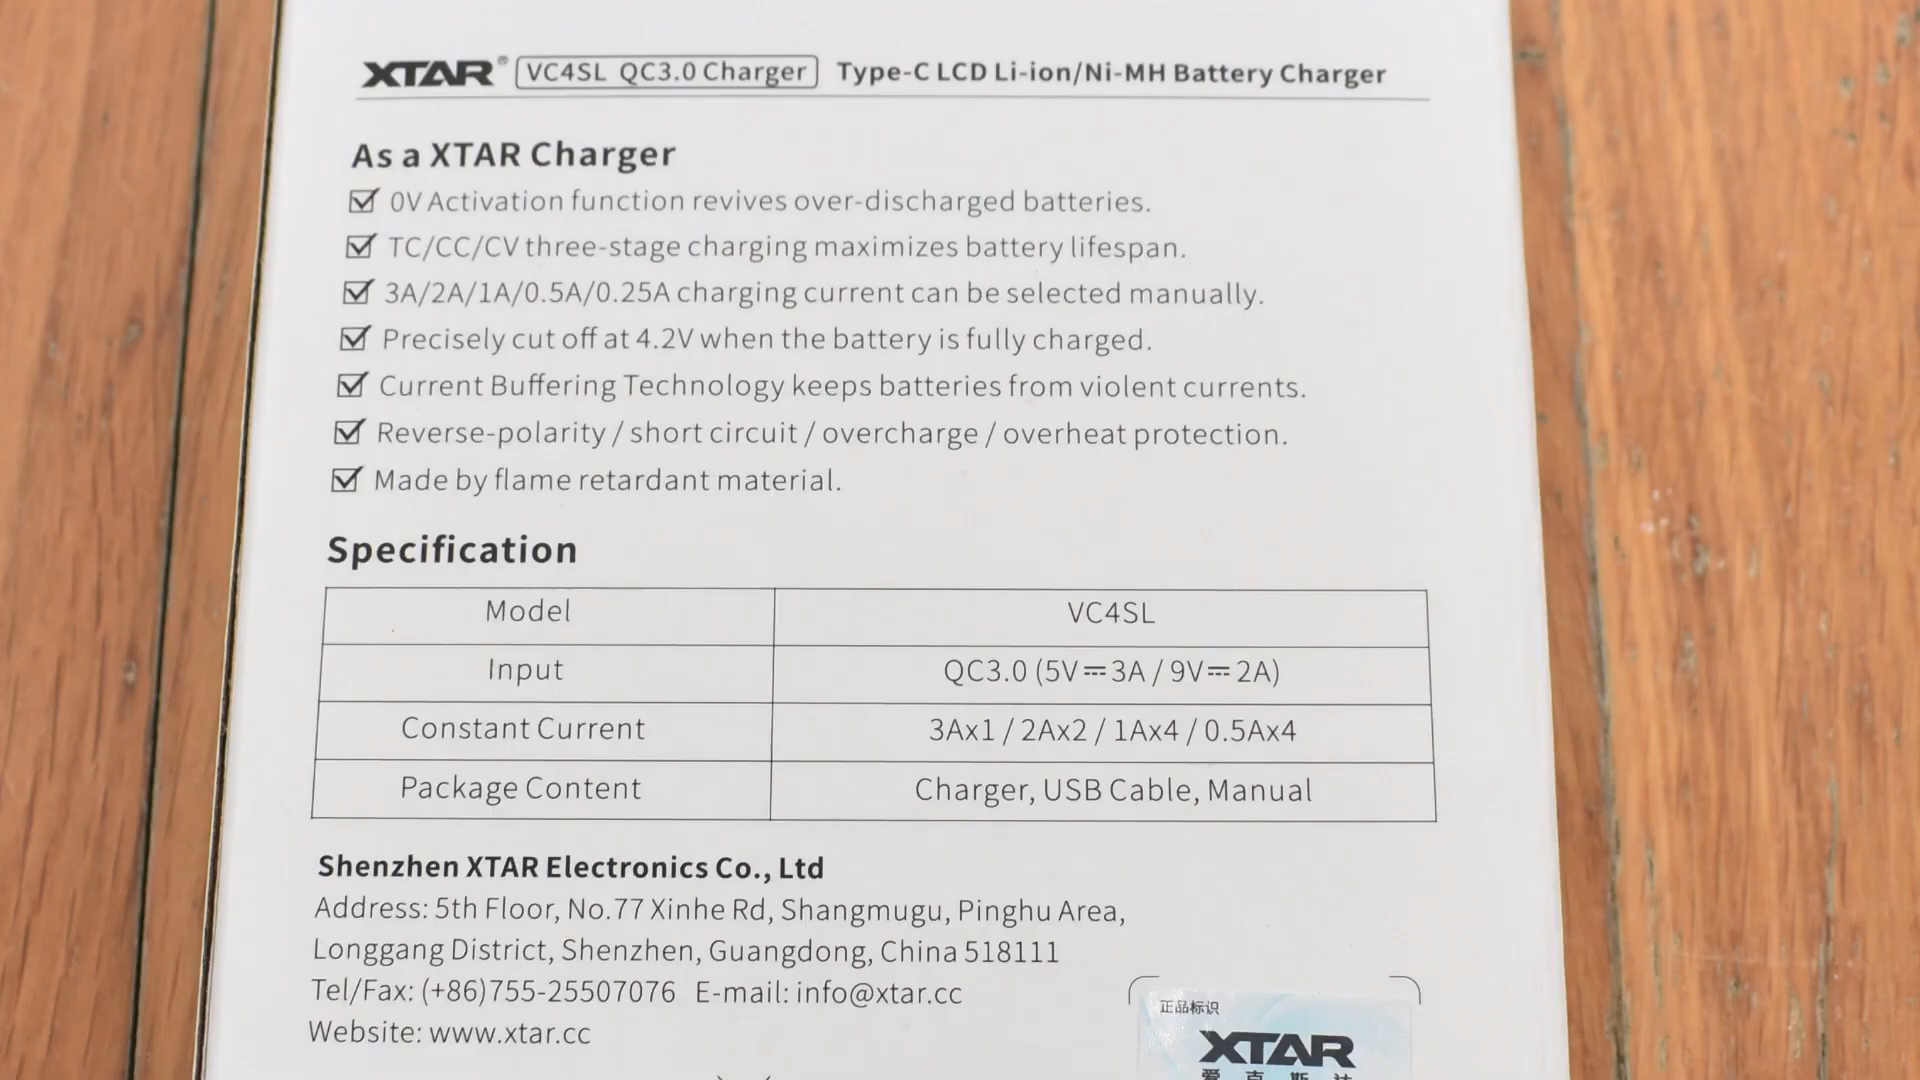 XTAR® VC4SL QC3.0 Charger Type-C LCD Li-ion/Ni-MH Battery Charger
As a XTAR Charger
0V Activation function revives over-discharged batteries.
TC/CC/CV three-stage charging maximizes battery lifespan.
3A/2A/1A/0.5A/0.25A charging current can be selected manually.
Precisely cut off at 4.2V when the battery is fully charged.
Current Buffering Technology keeps batteries from violent currents.
Reverse-polarity / short circuit / overcharge / overheat protection.
Made by flame retardant material.
Specification
Model VC4SL
Input QC3.0 (5V⎓3A / 9V⎓2A)
Constant Current 3Ax1 / 2Ax2 / 1Ax4 / 0.5Ax4
Package Content Charger, USB Cable, Manual
Shenzhen XTAR Electronics Co., Ltd
Address: 5th Floor, No.77 Xinhe Rd, Shangmugu, Pinghu Area,
Longgang District, Shenzhen, Guangdong, China 518111
Tel/Fax: (+86)755-25507076 E-mail: info@xtar.cc
Website: www.xtar.cc
正品标识
XTAR